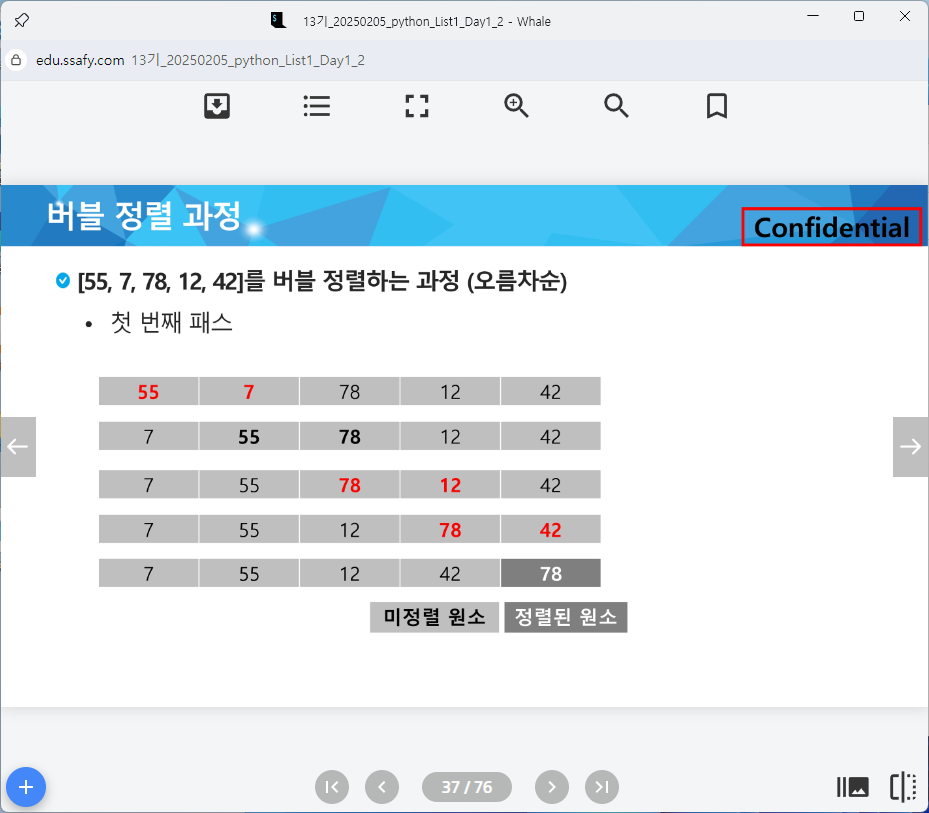 13기_20250205_python_List1_Day1_2 - Whale
edu.ssafy.com 13기_20250205_python_List1_Day1_2
버블 정렬 과정
Confidential
[55, 7, 78, 12, 42]를 버블 정렬하는 과정 (오름차순)
• 첫 번째 패스
55 7 78 12 42
7 55 78 12 42
7 55 78 12 42
7 55 12 78 42
7 55 12 42 78
미정렬 원소 정렬된 원소
37 / 76